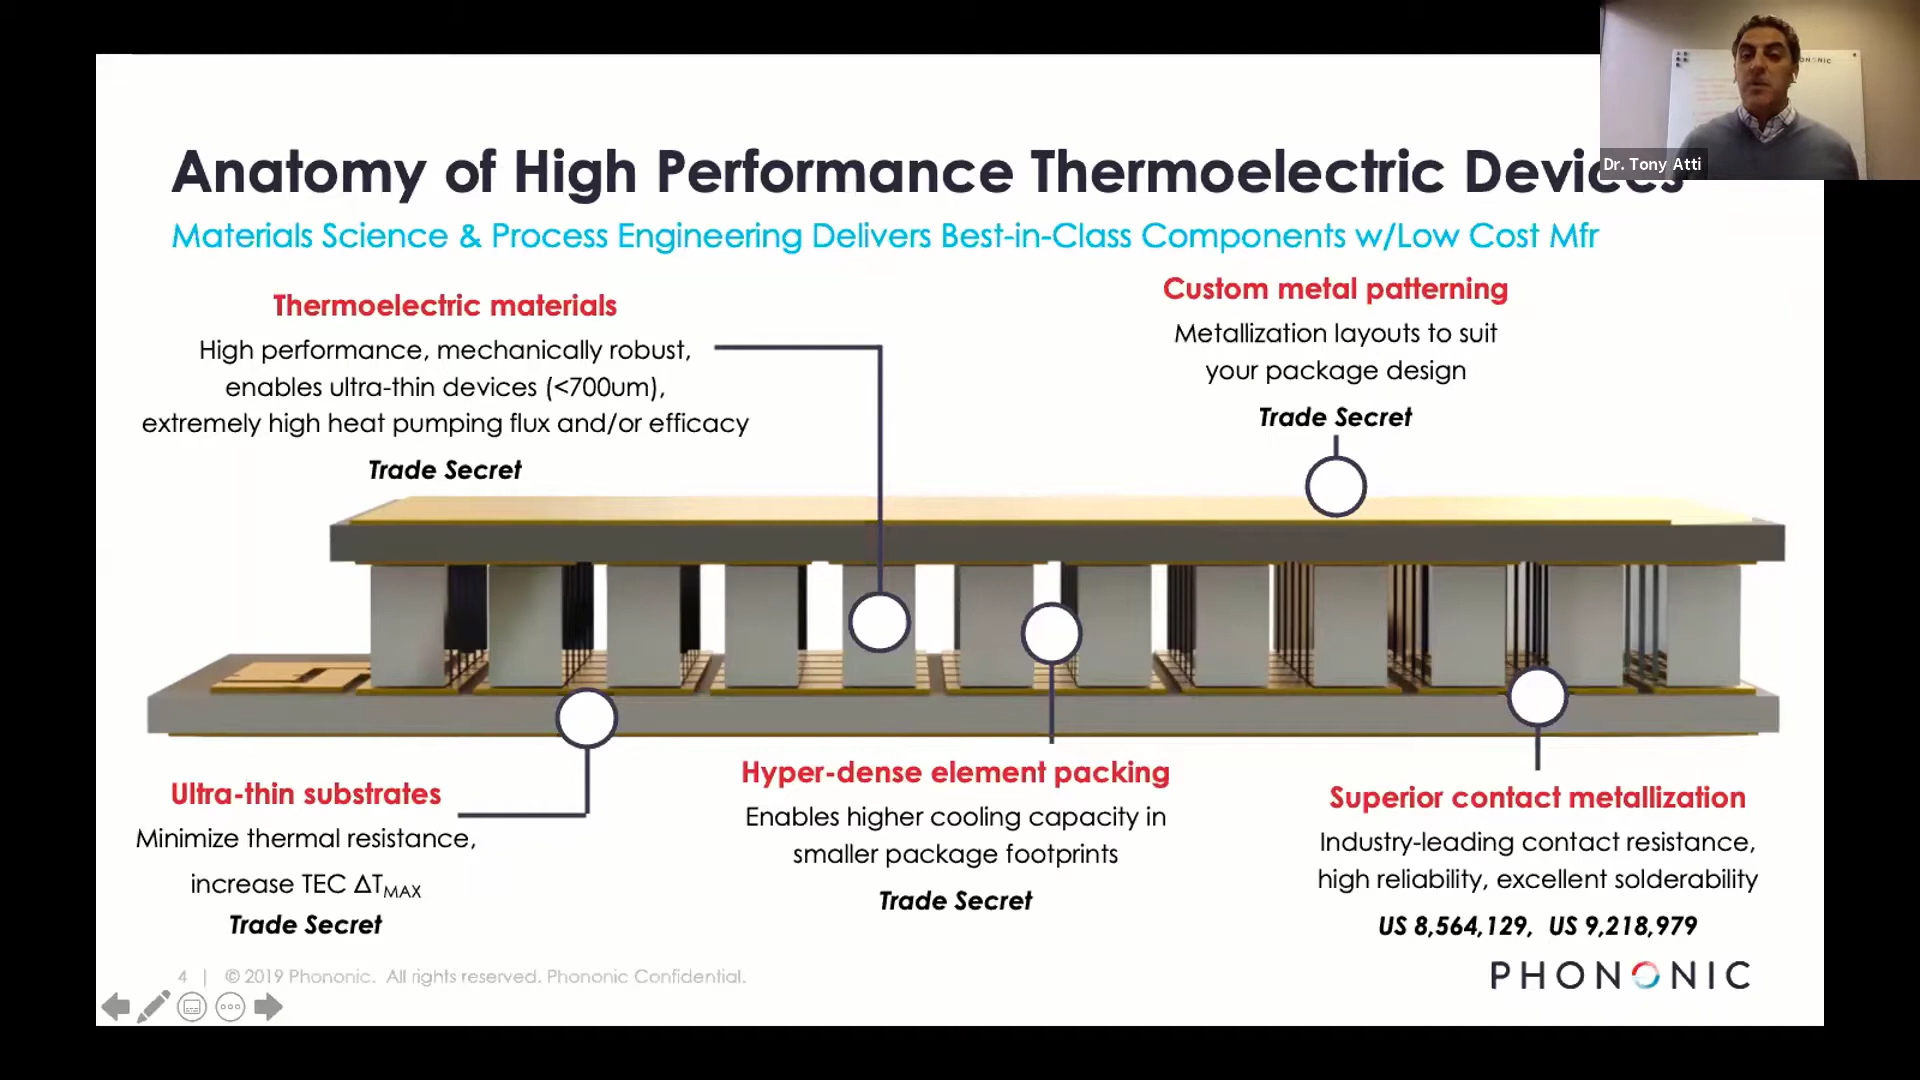 Anatomy of High Performance Thermoelectric Devices
Dr. Tony Atti
Materials Science & Process Engineering Delivers Best-in-Class Components w/Low Cost Mfr
Thermoelectric materials
High performance, mechanically robust,
enables ultra-thin devices (<700um),
extremely high heat pumping flux and/or efficacy
Trade Secret
Custom metal patterning
Metallization layouts to suit
your package design
Trade Secret
Ultra-thin substrates
Minimize thermal resistance,
increase TEC ΔTMAX
Trade Secret
Hyper-dense element packing
Enables higher cooling capacity in
smaller package footprints
Trade Secret
Superior contact metallization
Industry-leading contact resistance,
high reliability, excellent solderability
US 8,564,129, US 9,218,979
4 | © 2019 Phononic. All rights reserved. Phononic Confidential.
PHONONIC